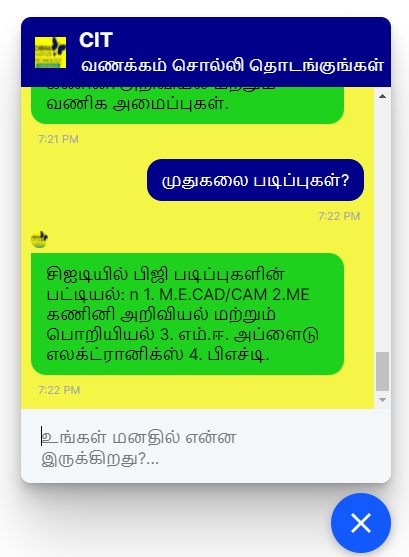 CIT
வணக்கம் சொல்லி தொடங்குங்கள்
வணிக அமைப்புகள்.
7:21 PM
முதுகலை படிப்புகள்?
7:22 PM
சிஐடியில் பிஜி படிப்புகளின்
பட்டியல்: n 1. M.E.CAD/CAM 2.ME
கணினி அறிவியல் மற்றும்
பொறியியல் 3. எம்.ஈ. அப்ளைடு
எலக்ட்ரானிக்ஸ் 4. பிஎச்டி.
7:22 PM
உங்கள் மனதில் என்ன
இருக்கிறது?...